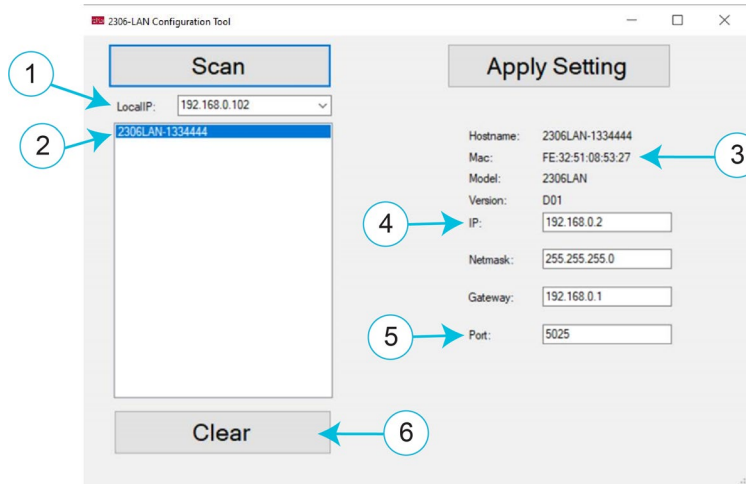 2306-LAN Configuration Tool
Scan
Apply Setting
1
LocalIP: 192.168.0.102
2
2306LAN-1334444
Hostname: 2306LAN-1334444
Mac: FE:32:51:08:53:27
3
Model: 2306LAN
Version: D01
4
IP: 192.168.0.2
Netmask: 255.255.255.0
Gateway: 192.168.0.1
5
Port: 5025
Clear
6